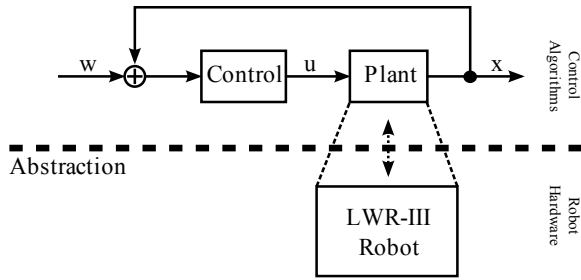 w
Control
u
Plant
x
Control
Algorithms
Abstraction
LWR-III
Robot
Robot
Hardware